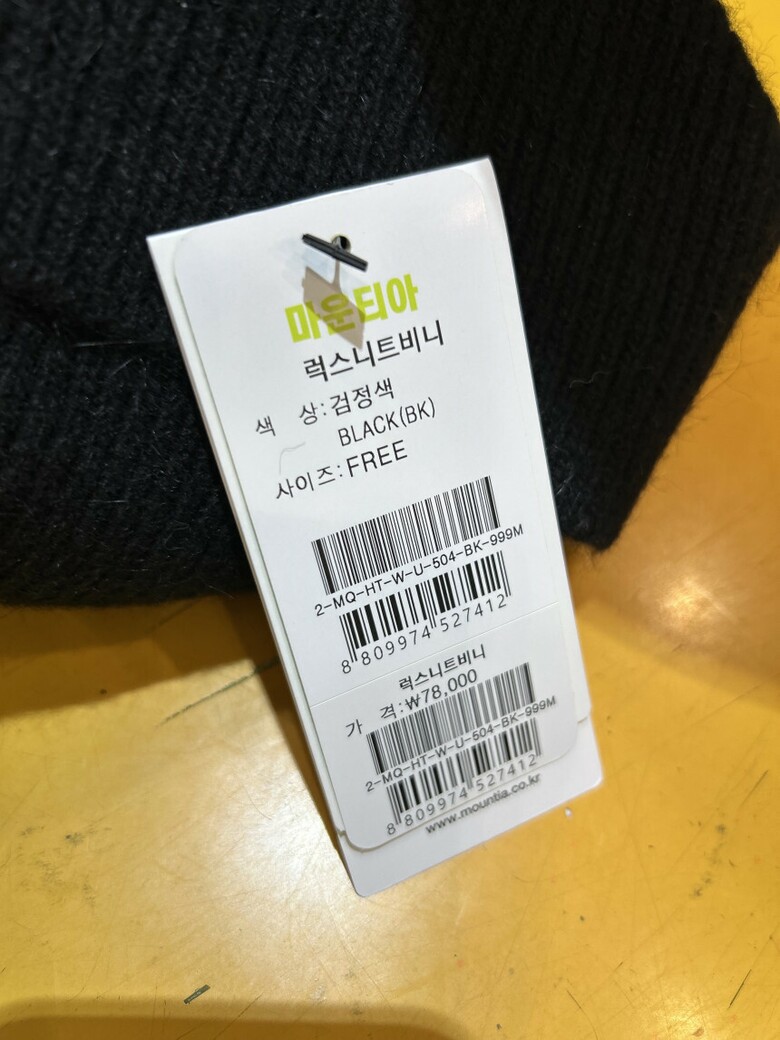 마운티아
럭스니트비니
색 상:검정색
BLACK(BK)
사이즈:FREE
2-MQ-HT-W-U-504-BK-999M
8 809974 527412
럭스니트비니
가 격:₩78,000
2-MQ-HT-W-U-504-BK-999M
8 809974 527412
www.mountia.co.kr